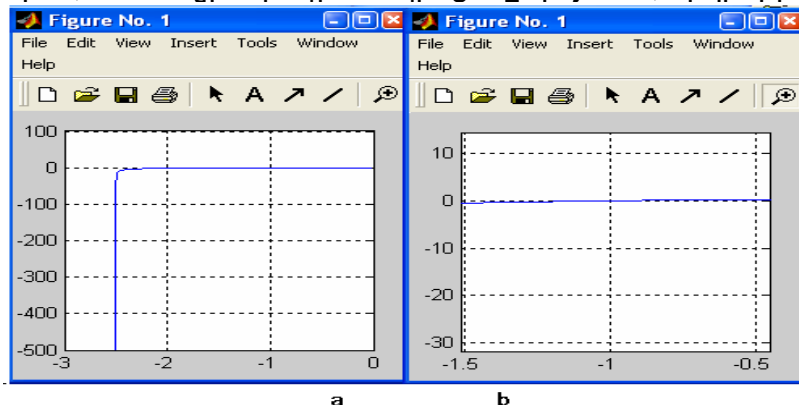 Figure No. 1
File Edit View Insert Tools Window
Help
A
100
0
-100
-200
-300
-400
-500
-3 -2 -1 0
a
Figure No. 1
File Edit View Insert Tools Window
Help
A
10
0
-10
-20
-30
-1.5 -1 -0.5
b